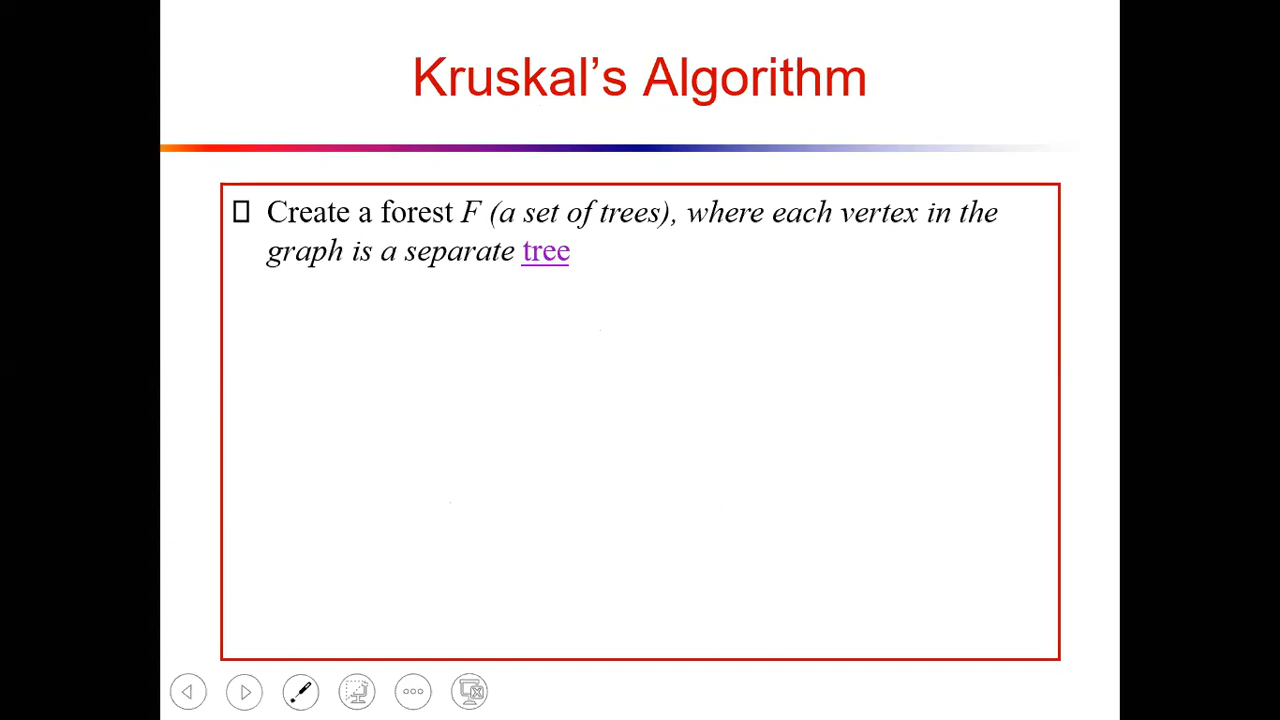 Kruskal’s Algorithm
Create a forest F (a set of trees), where each vertex in the
graph is a separate tree